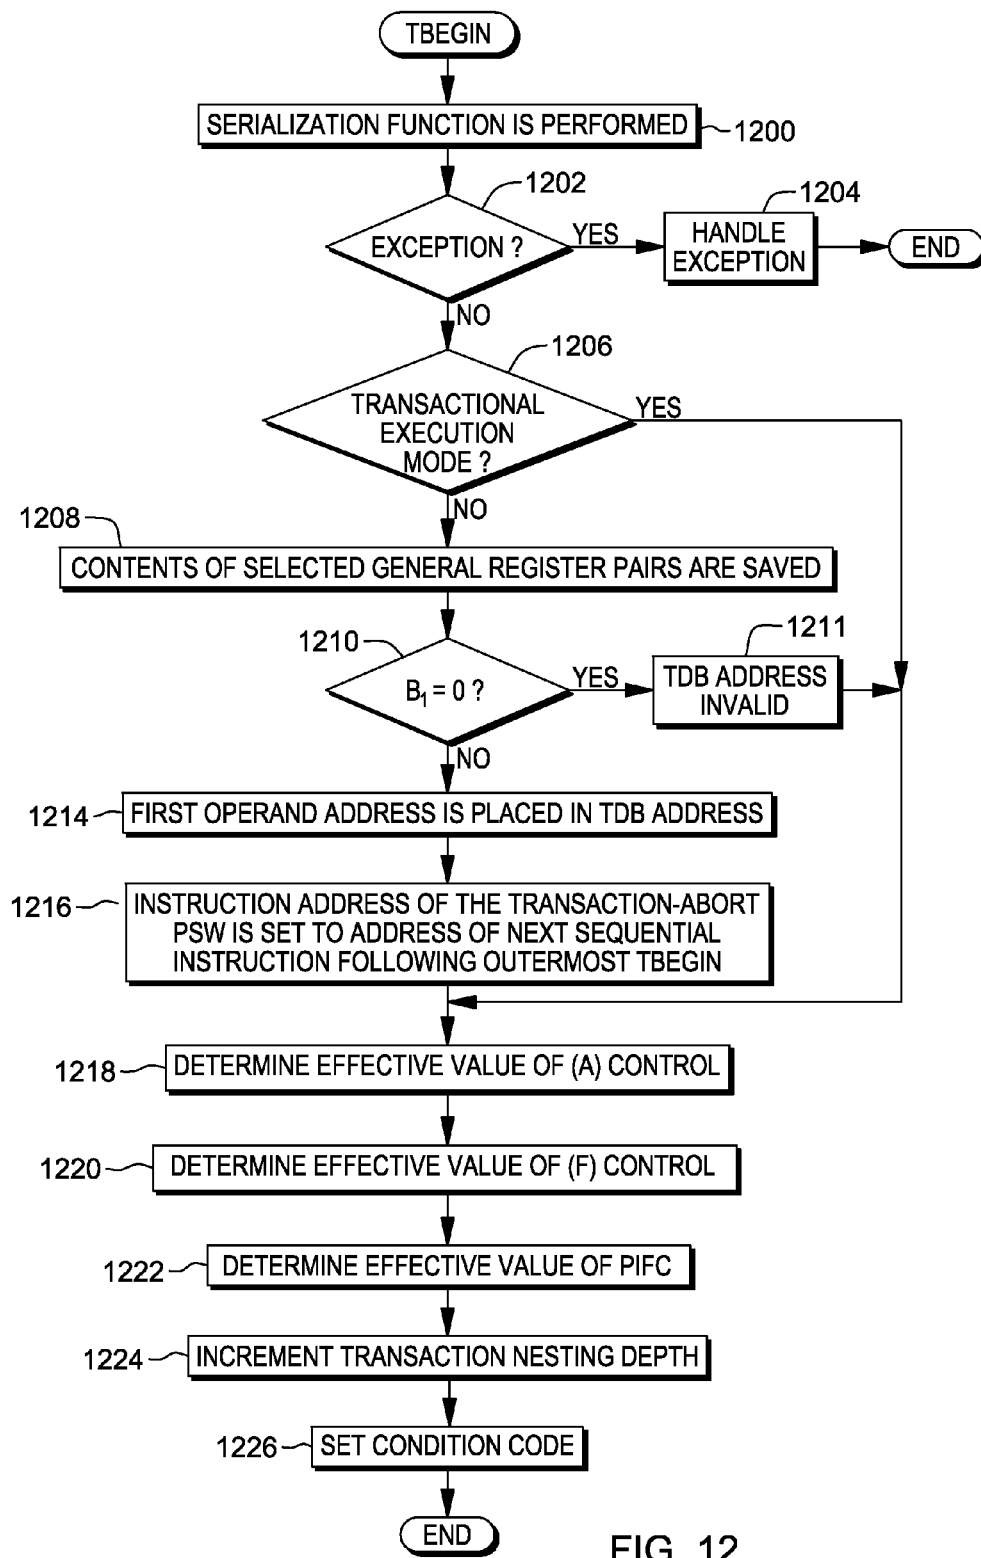 TBEGIN
SERIALIZATION FUNCTION IS PERFORMED
1200
1202
EXCEPTION ?
YES
1204
HANDLE
EXCEPTION
END
NO
1206
TRANSACTIONAL
EXECUTION
MODE ?
YES
NO
1208
CONTENTS OF SELECTED GENERAL REGISTER PAIRS ARE SAVED
1210
B1 = 0 ?
YES
1211
TDB ADDRESS
INVALID
NO
1214
FIRST OPERAND ADDRESS IS PLACED IN TDB ADDRESS
1216
INSTRUCTION ADDRESS OF THE TRANSACTION-ABORT
PSW IS SET TO ADDRESS OF NEXT SEQUENTIAL
INSTRUCTION FOLLOWING OUTERMOST TBEGIN
1218
DETERMINE EFFECTIVE VALUE OF (A) CONTROL
1220
DETERMINE EFFECTIVE VALUE OF (F) CONTROL
1222
DETERMINE EFFECTIVE VALUE OF PIFC
1224
INCREMENT TRANSACTION NESTING DEPTH
1226
SET CONDITION CODE
END
FIG. 12